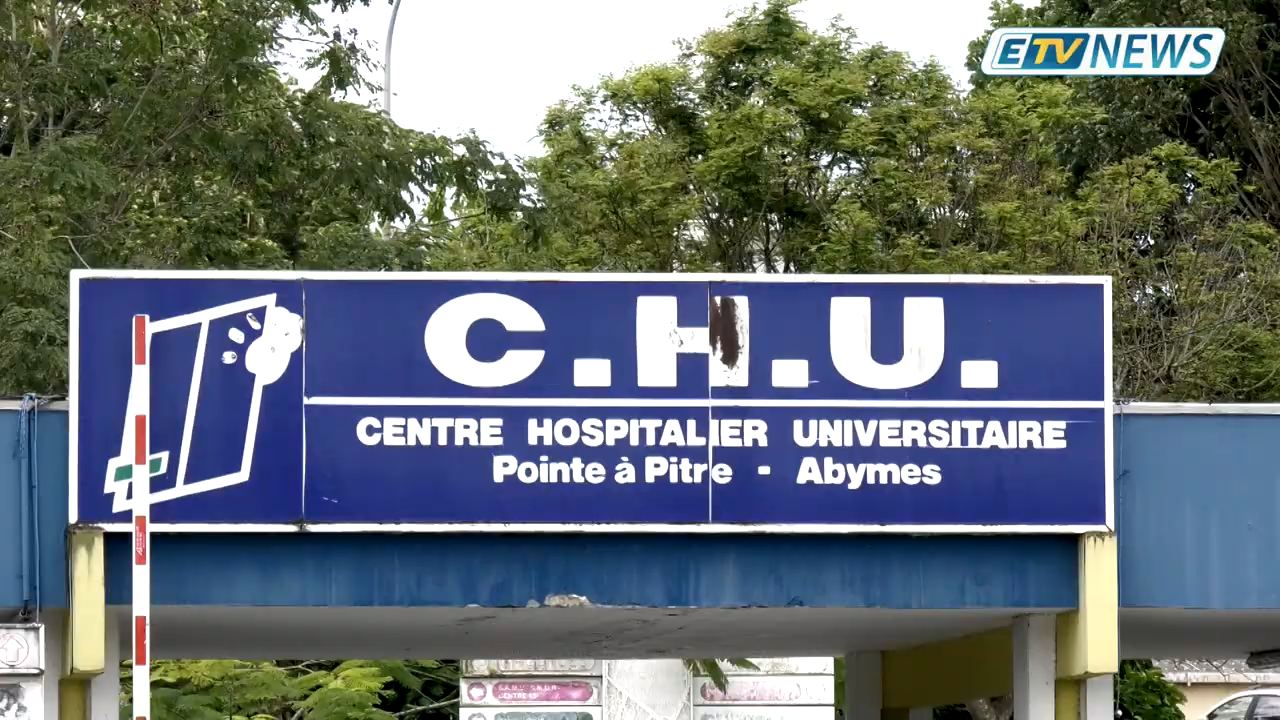 ETV NEWS
C.H.U.
CENTRE HOSPITALIER UNIVERSITAIRE
Pointe à Pitre - Abymes